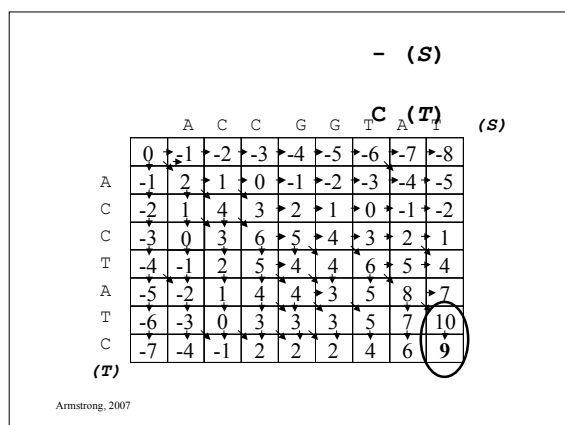 - (S)
C (T)
A C C G G T A T (S)
0 -1 -2 -3 -4 -5 -6 -7 -8
A -1 2 1 0 -1 -2 -3 -4 -5
C -2 1 4 3 2 1 0 -1 -2
C -3 0 3 6 5 4 3 2 1
T -4 -1 2 5 4 4 6 5 4
A -5 -2 1 4 4 3 5 8 7
T -6 -3 0 3 3 3 5 7 10
C -7 -4 -1 2 2 2 4 6 9
(T)
Armstrong, 2007